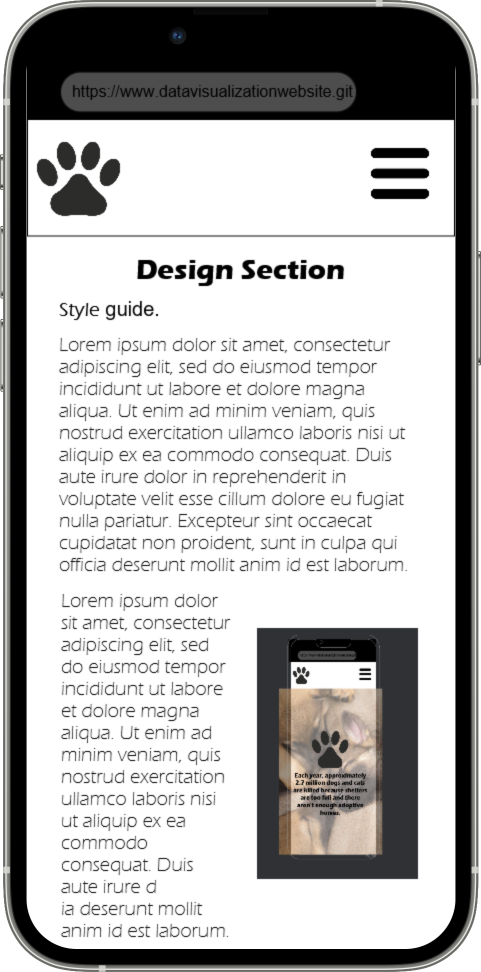 https://www.datavisualizationwebsite.git
Design Section
Style guide.
Lorem ipsum dolor sit amet, consectetur
adipiscing elit, sed do eiusmod tempor
incididunt ut labore et dolore magna
aliqua. Ut enim ad minim veniam, quis
nostrud exercitation ullamco laboris nisi ut
aliquip ex ea commodo consequat. Duis
aute irure dolor in reprehenderit in
voluptate velit esse cillum dolore eu fugiat
nulla pariatur. Excepteur sint occaecat
cupidatat non proident, sunt in culpa qui
officia deserunt mollit anim id est laborum.
Lorem ipsum dolor
sit amet, consectetur
adipiscing elit, sed
do eiusmod tempor
incididunt ut labore
et dolore magna
aliqua. Ut enim ad
minim veniam, quis
nostrud exercitation
ullamco laboris nisi
ut aliquip ex ea
commodo
consequat. Duis
aute irure d
ia deserunt mollit
anim id est laborum.
Each year, approximately
2.7 million dogs and cats
are killed because shelters
are too full and there
aren't enough adoptive
homes.